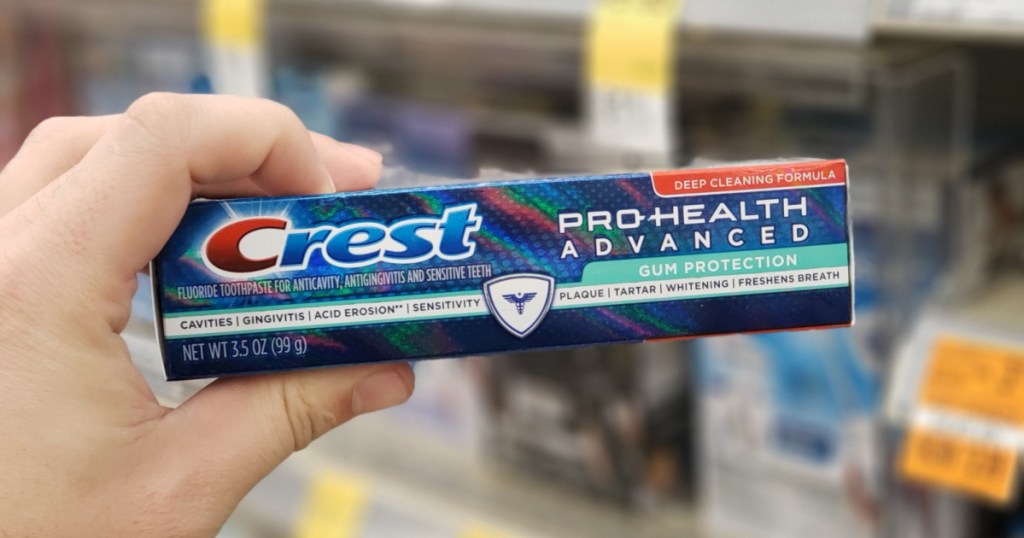 DEEP CLEANING FORMULA
Crest
PRO-HEALTH
ADVANCED
GUM PROTECTION
FLUORIDE TOOTHPASTE FOR ANTICAVITY, ANTIGINGIVITIS AND SENSITIVE TEETH
CAVITIES | GINGIVITIS | ACID EROSION** | SENSITIVITY
PLAQUE | TARTAR | WHITENING | FRESHENS BREATH
NET WT 3.5 OZ (99 g)